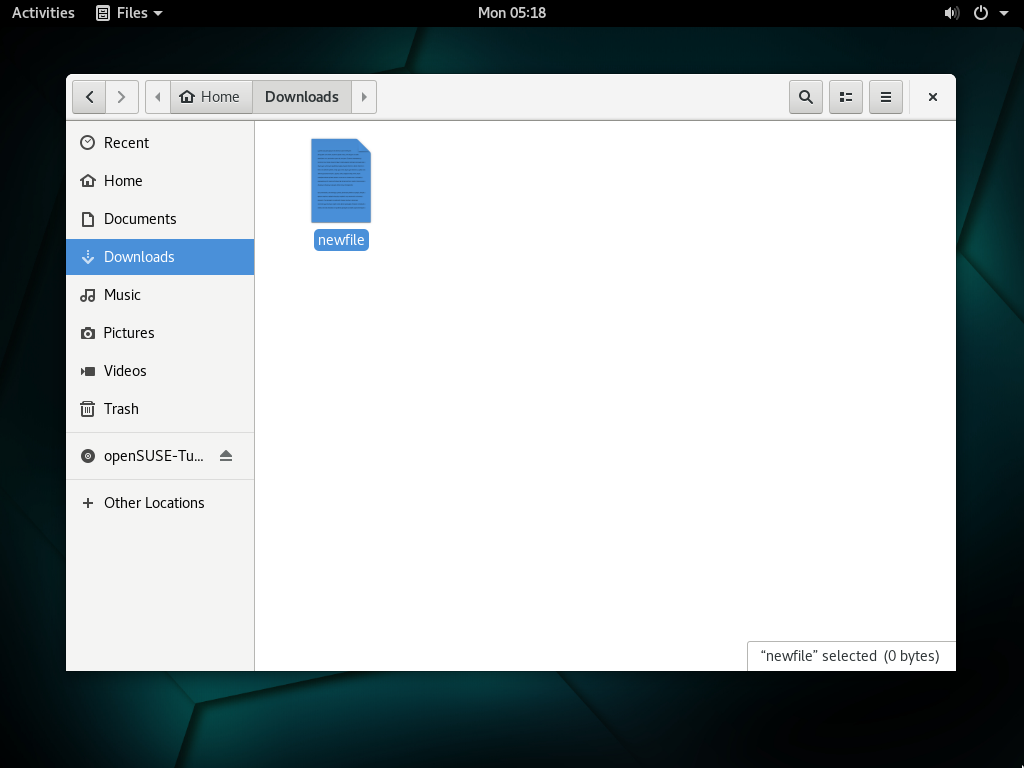 Activities Files Mon 05:18
Home Downloads
Recent
Home
Documents
Downloads
Music
Pictures
Videos
Trash
openSUSE-Tu...
Other Locations
newfile
“newfile” selected (0 bytes)